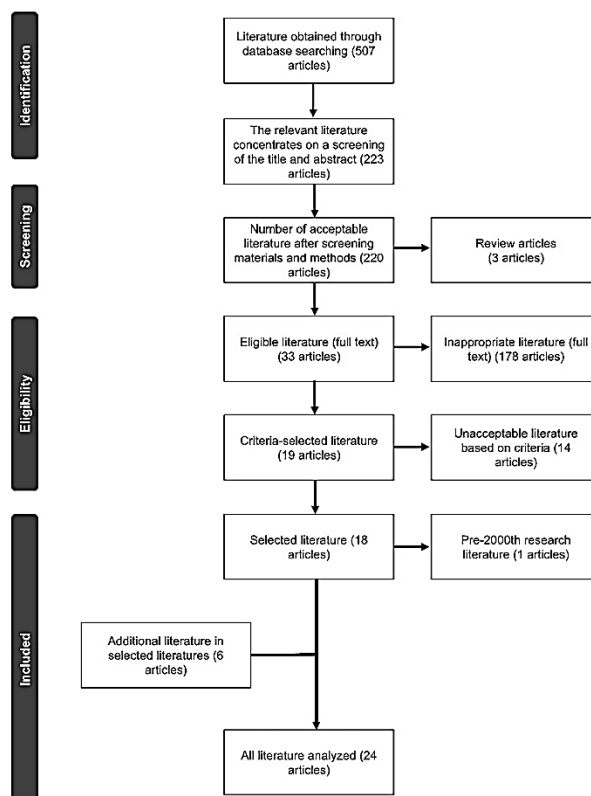 Identification
Literature obtained through
database searching (507
articles)
The relevant literature
concentrates on a screening
of the title and abstract (223
articles)
Screening
Number of acceptable
literature after screening
materials and methods (220
articles)
Review articles
(3 articles)
Eligibility
Eligible literature (full text)
(33 articles)
Inappropriate literature (full
text) (178 articles)
Criteria-selected literature
(19 articles)
Unacceptable literature
based on criteria (14
articles)
Included
Selected literature (18
articles)
Pre-2000th research
literature (1 articles)
Additional literature in
selected literatures (6
articles)
All literature analyzed (24
articles)